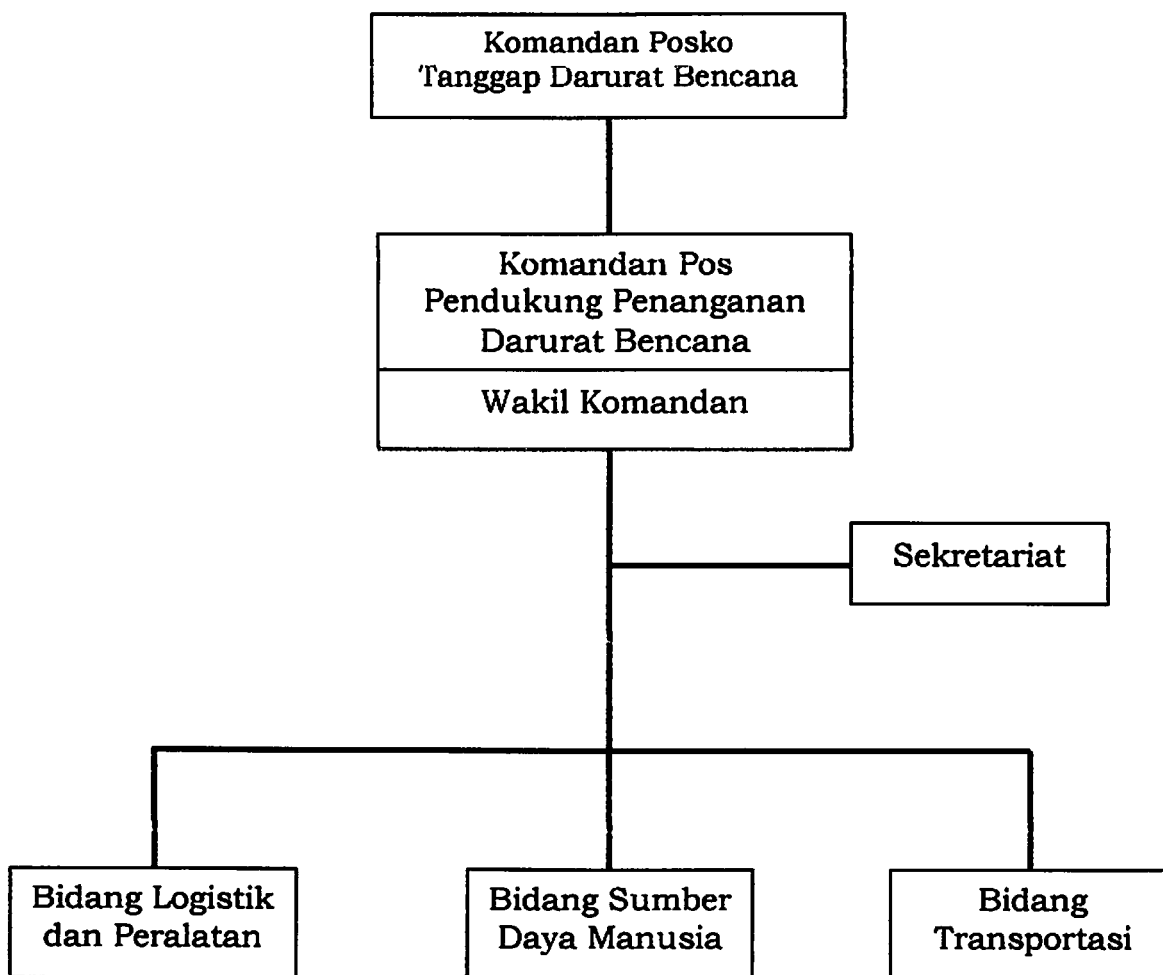 Komandan Posko
Tanggap Darurat Bencana
Komandan Pos
Pendukung Penanganan
Darurat Bencana
Wakil Komandan
Sekretariat
Bidang Logistik
dan Peralatan
Bidang Sumber
Daya Manusia
Bidang
Transportasi